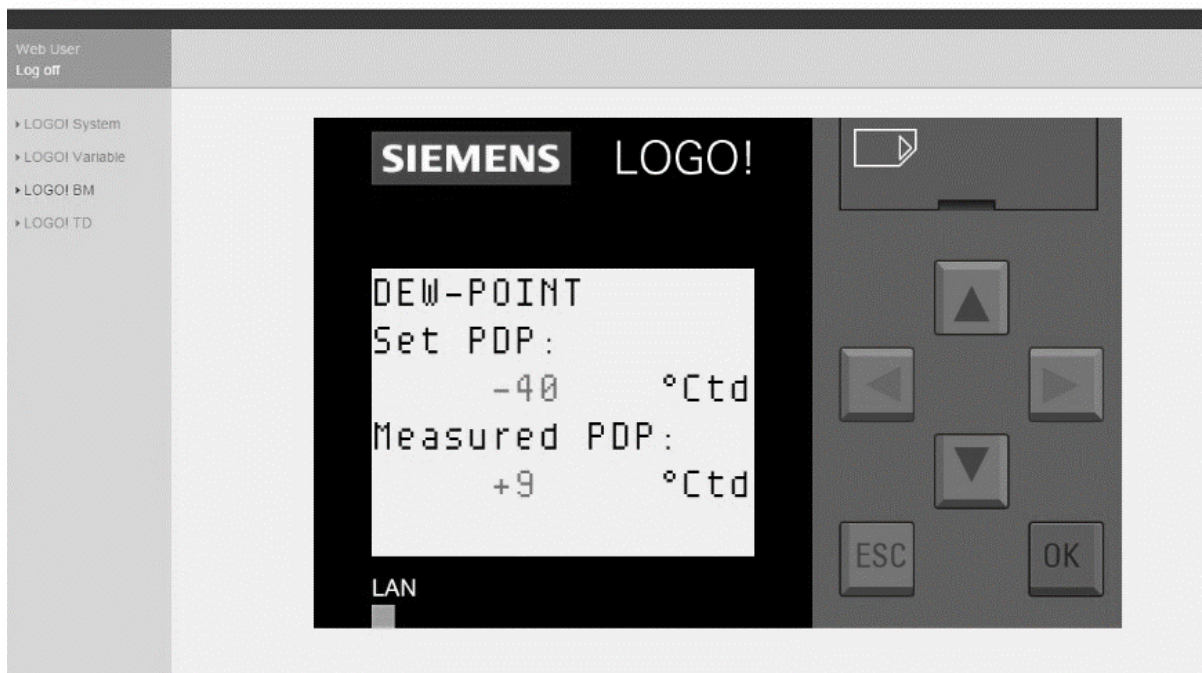 Web User
Log off
LOGO! System
LOGO! Variable
LOGO! BM
LOGO! TD
SIEMENS LOGO!
DEW-POINT
Set PDP:
-40 °Ctd
Measured PDP:
+9 °Ctd
LAN
ESC OK